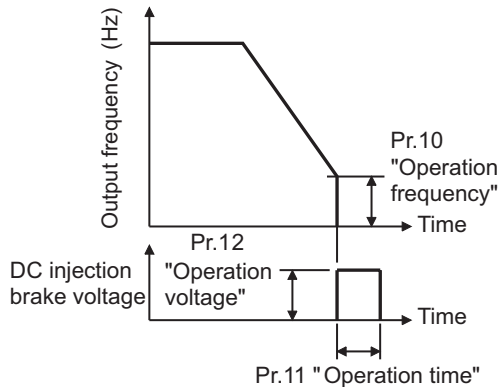 Output frequency (Hz)
Pr.10
"Operation
frequency"
Time
Pr.12
DC injection
brake voltage
"Operation
voltage"
Time
Pr.11 "Operation time"